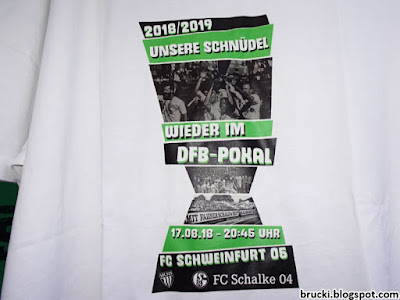 2018/2019
UNSERE SCHNÜDEL
WIEDER IM
DFB-POKAL
17.08.18 - 20:45 UHR
FC SCHWEINFURT 05
FC Schalke 04
brucki.blogspot.com